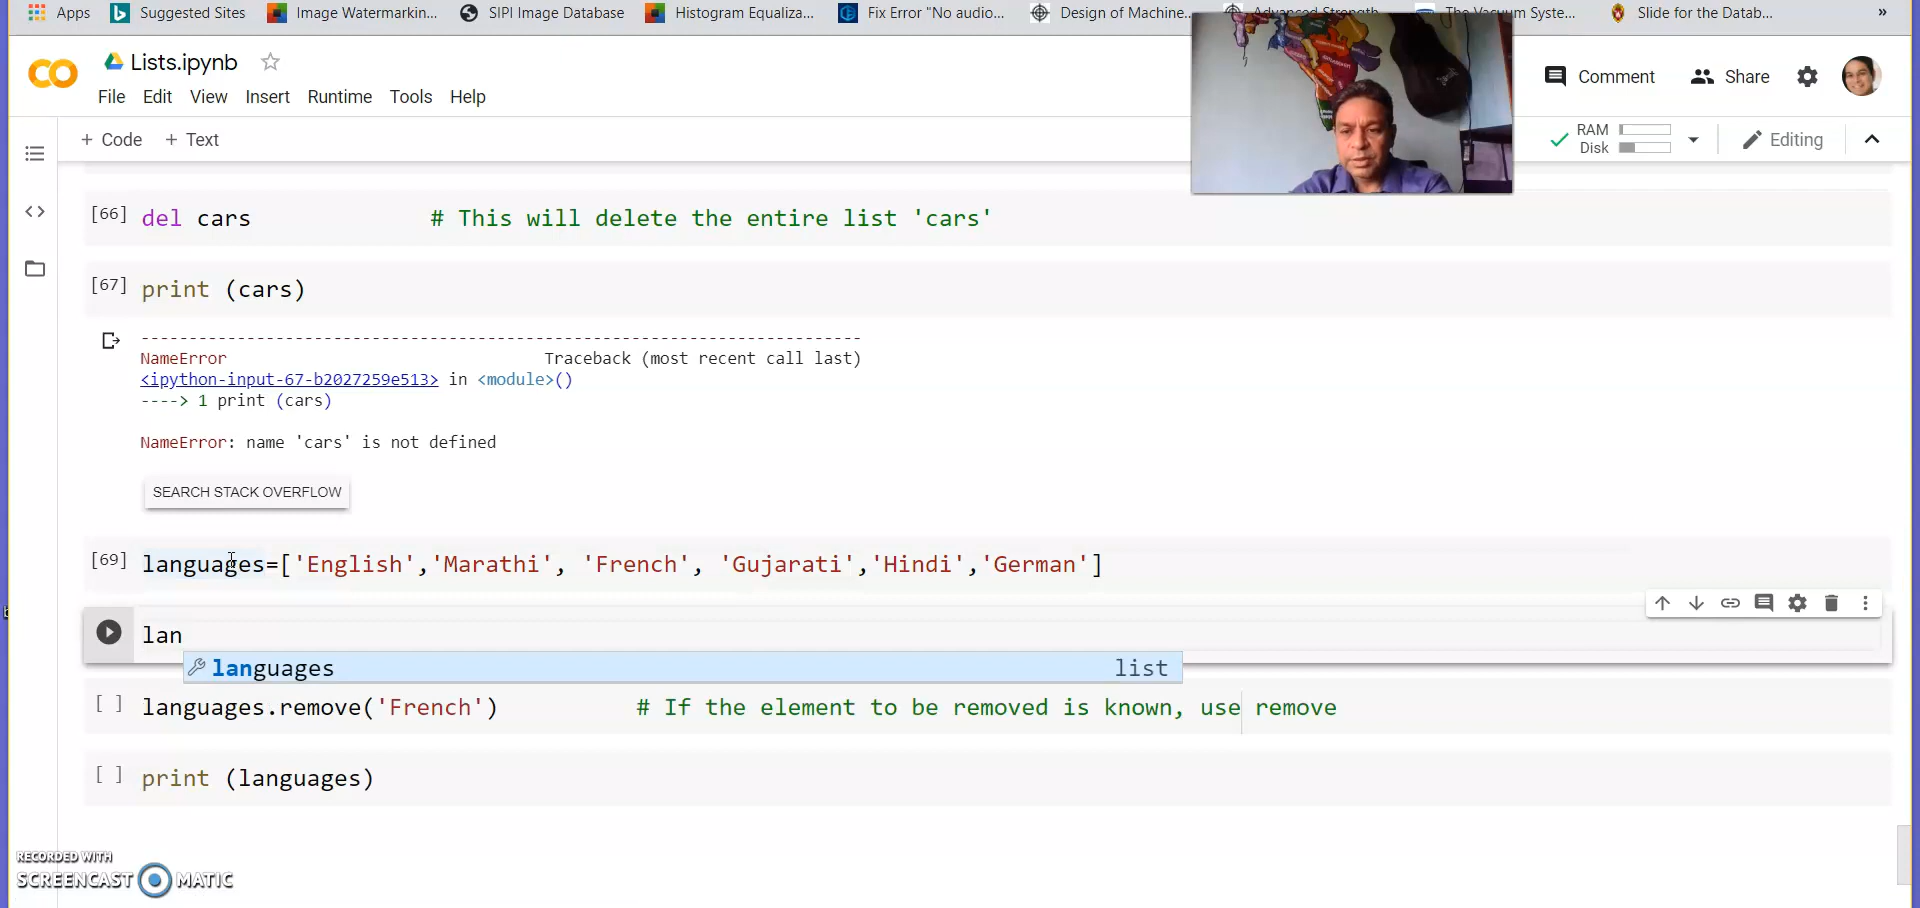 Apps Suggested Sites Image Watermarkin... SIPI Image Database Histogram Equaliza... Fix Error "No audio... Design of Machine... Advanced Strength The Vacuum Syste... Slide for the Datab... »
CO Lists.ipynb
Comment Share
File Edit View Insert Runtime Tools Help
+ Code + Text
RAM
Disk
Editing
[66] del cars # This will delete the entire list 'cars'
[67] print (cars)
---------------------------------------------------------------------------
NameError Traceback (most recent call last)
<ipython-input-67-b2027259e513> in <module>()
----> 1 print (cars)
NameError: name 'cars' is not defined
SEARCH STACK OVERFLOW
[69] languages=['English','Marathi', 'French', 'Gujarati','Hindi','German']
lan
languages list
[ ] languages.remove('French') # If the element to be removed is known, use remove
[ ] print (languages)
RECORDED WITH
SCREENCAST MATIC